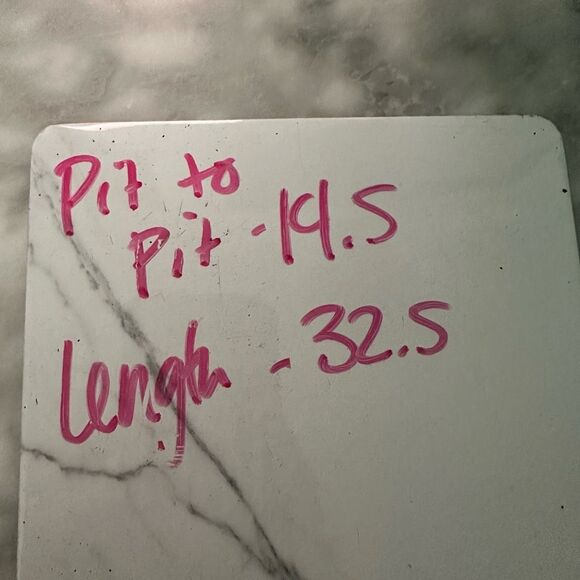 Pit to
Pit - 19.5
Length - 32.5